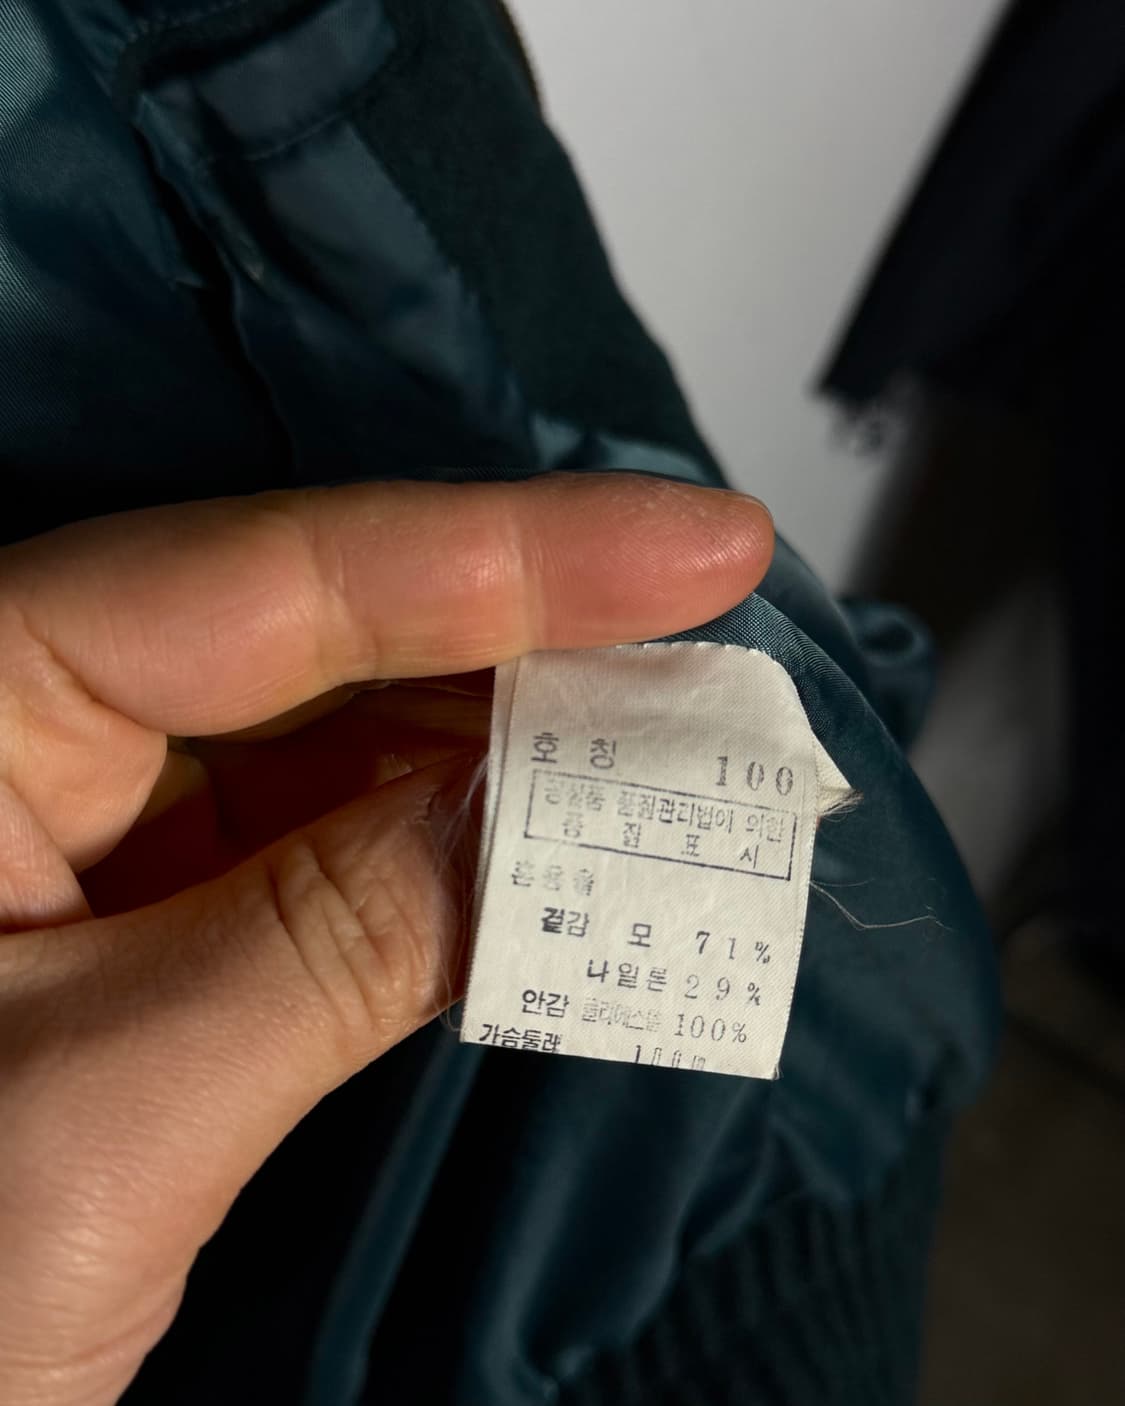 호 칭 100
공산품 품질관리법에 의한
품 질 표 시
혼용율
겉감 모 71%
나일론 29%
안감 폴리에스텔 100%
가슴둘레 100